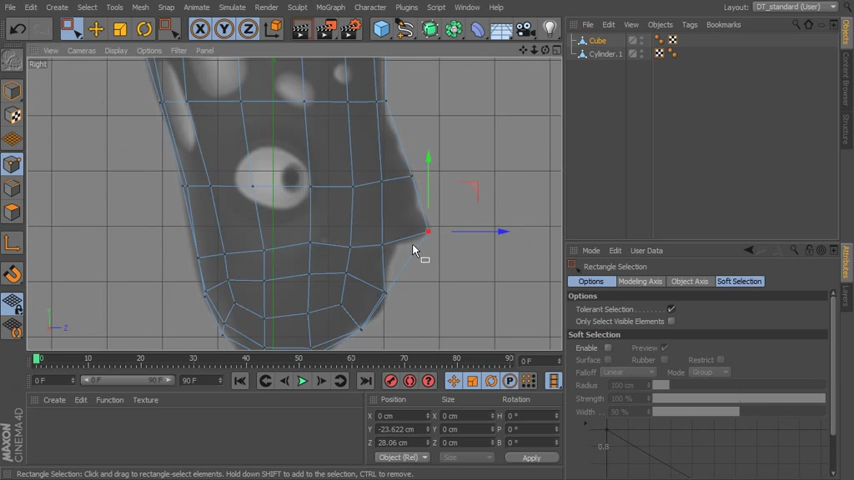 File Edit Create Select Tools Mesh Snap Animate Simulate Render Sculpt MoGraph Character Plugins Script Window Help
Layout: DT_standard (User)
View Cameras Display Options Filter Panel
Right
File Edit View Objects Tags Bookmarks
Cube
Cylinder.1
Objects
Content Browser
Structure
Mode Edit User Data
Rectangle Selection
Options Modeling Axis Object Axis Soft Selection
Options
Tolerant Selection
Only Select Visible Elements
Soft Selection
Enable Preview
Surface Rubber Restrict
Falloff Linear Mode Group
Radius 100 cm
Strength 100 %
Width 50 %
0.8
Attributes
Layers
Y
Z
0 10 20 30 40 50 60 70 80 90 0 F
0 F 0 F 90 F 90 F
Create Edit Function Texture
Position Size Rotation
X 0 cm X 0 cm H 0 °
Y -23.622 cm Y 0 cm P 0 °
Z 28.06 cm Z 0 cm B 0 °
Object (Rel) Size Apply
MAXON CINEMA4D
Rectangle Selection: Click and drag to rectangle-select elements. Hold down SHIFT to add to the selection, CTRL to remove.